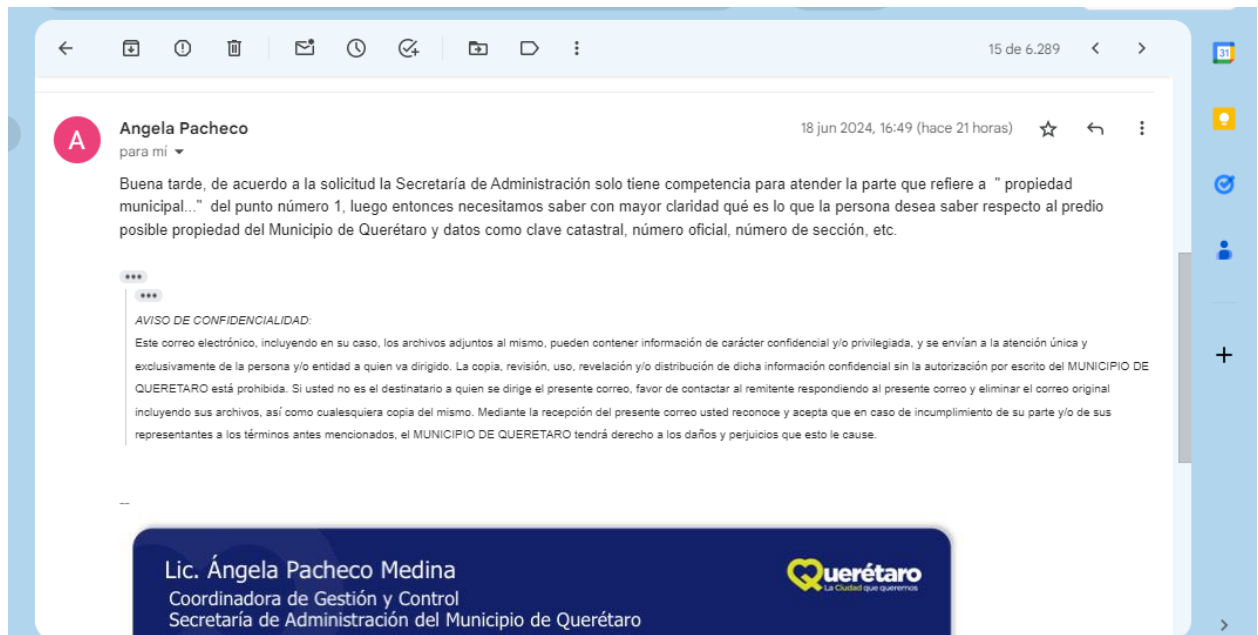 15 de 6.289
31
A
Angela Pacheco
18 jun 2024, 16:49 (hace 21 horas)
para mí
Buena tarde, de acuerdo a la solicitud la Secretaría de Administración solo tiene competencia para atender la parte que refiere a " propiedad
municipal..." del punto número 1, luego entonces necesitamos saber con mayor claridad qué es lo que la persona desea saber respecto al predio
posible propiedad del Municipio de Querétaro y datos como clave catastral, número oficial, número de sección, etc.
AVISO DE CONFIDENCIALIDAD:
Este correo electrónico, incluyendo en su caso, los archivos adjuntos al mismo, pueden contener información de carácter confidencial y/o privilegiada, y se envían a la atención única y
exclusivamente de la persona y/o entidad a quien va dirigido. La copia, revisión, uso, revelación y/o distribución de dicha información confidencial sin la autorización por escrito del MUNICIPIO DE
QUERETARO está prohibida. Si usted no es el destinatario a quien se dirige el presente correo, favor de contactar al remitente respondiendo al presente correo y eliminar el correo original
incluyendo sus archivos, así como cualesquiera copia del mismo. Mediante la recepción del presente correo usted reconoce y acepta que en caso de incumplimiento de su parte y/o de sus
representantes a los términos antes mencionados, el MUNICIPIO DE QUERETARO tendrá derecho a los daños y perjuicios que esto le cause.
--
Lic. Ángela Pacheco Medina
Querétaro
La Ciudad que queremos
Coordinadora de Gestión y Control
Secretaría de Administración del Municipio de Querétaro